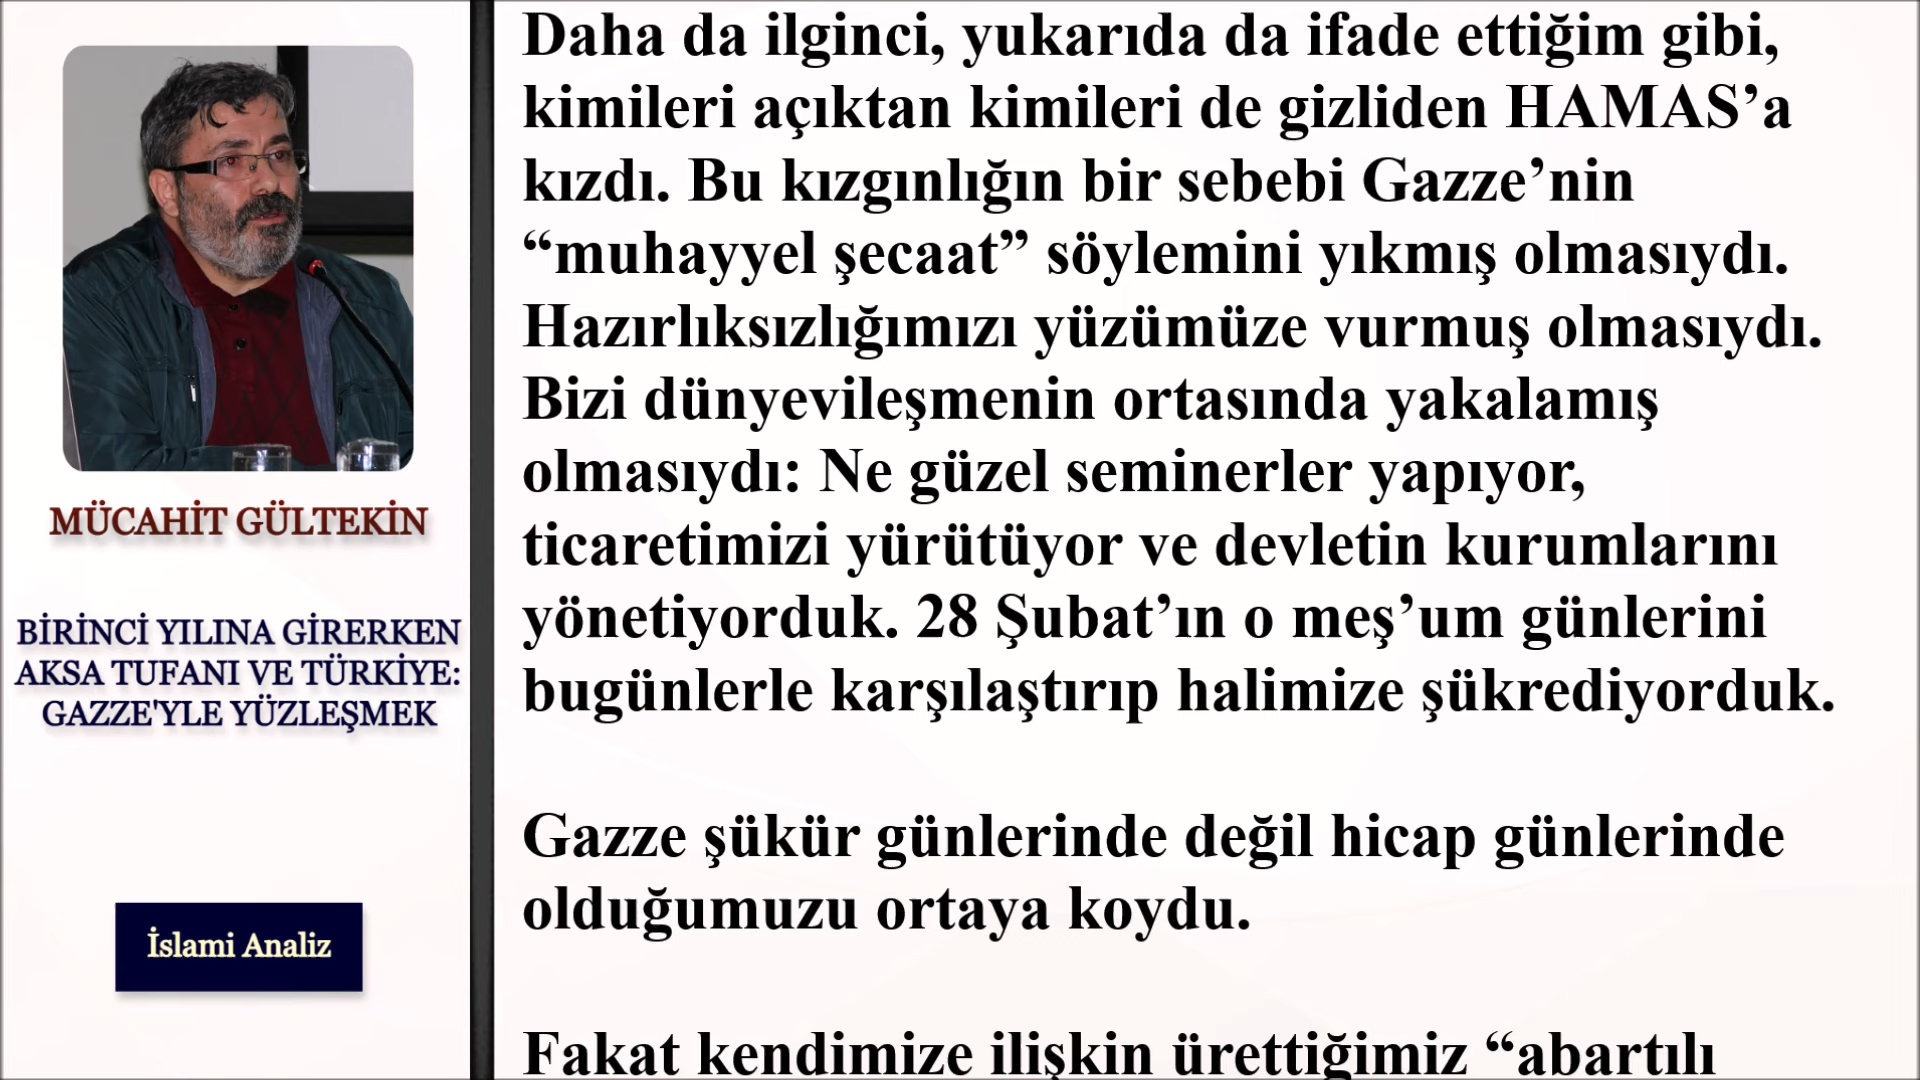 MÜCAHİT GÜLTEKİN
BİRİNCİ YILINA GİRERKEN
AKSA TUFANI VE TÜRKİYE:
GAZZE'YLE YÜZLEŞMEK
İslami Analiz
Daha da ilginci, yukarıda da ifade ettiğim gibi,
kimileri açıktan kimileri de gizliden HAMAS’a
kızdı. Bu kızgınlığın bir sebebi Gazze’nin
“muhayyel şecaat” söylemini yıkmış olmasıydı.
Hazırlıksızlığımızı yüzümüze vurmuş olmasıydı.
Bizi dünyevileşmenin ortasında yakalamış
olmasıydı: Ne güzel seminerler yapıyor,
ticaretimizi yürütüyor ve devletin kurumlarını
yönetiyorduk. 28 Şubat’ın o meş’um günlerini
bugünlerle karşılaştırıp halimize şükrediyorduk.
Gazze şükür günlerinde değil hicap günlerinde
olduğumuzu ortaya koydu.
Fakat kendimize ilişkin ürettiğimiz “abartılı